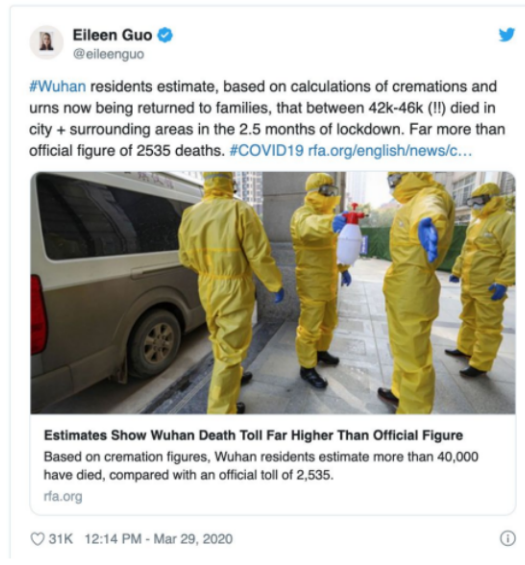 Eileen Guo
@eileenguo
#Wuhan residents estimate, based on calculations of cremations and
urns now being returned to families, that between 42k-46k (!!) died in
city + surrounding areas in the 2.5 months of lockdown. Far more than
official figure of 2535 deaths. #COVID19 rfa.org/english/news/c...
Estimates Show Wuhan Death Toll Far Higher Than Official Figure
Based on cremation figures, Wuhan residents estimate more than 40,000
have died, compared with an official toll of 2,535.
rfa.org
31K 12:14 PM - Mar 29, 2020